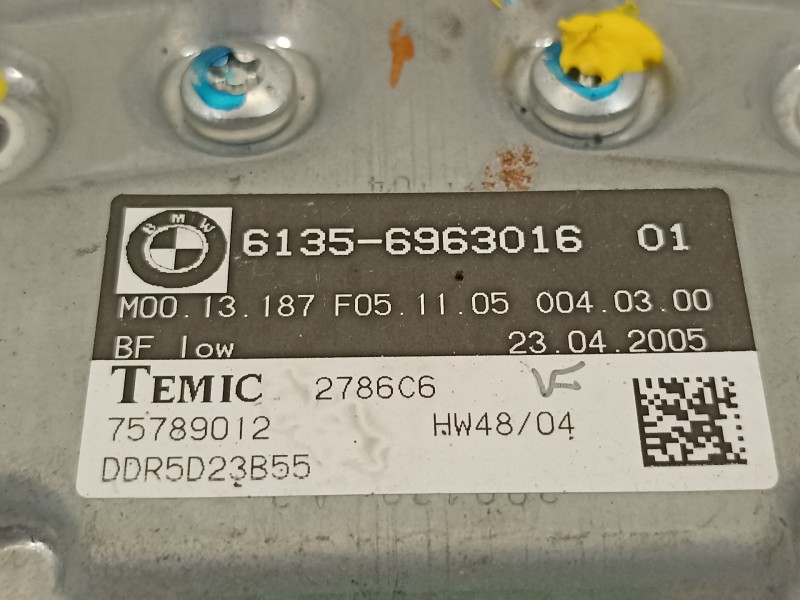 BMW
6135-6963016 01
M00.13.187 F05.11.05 004.03.00
BF low 23.04.2005
TEMIC 2786C6
75789012 HW48/04
DDR5D23B55